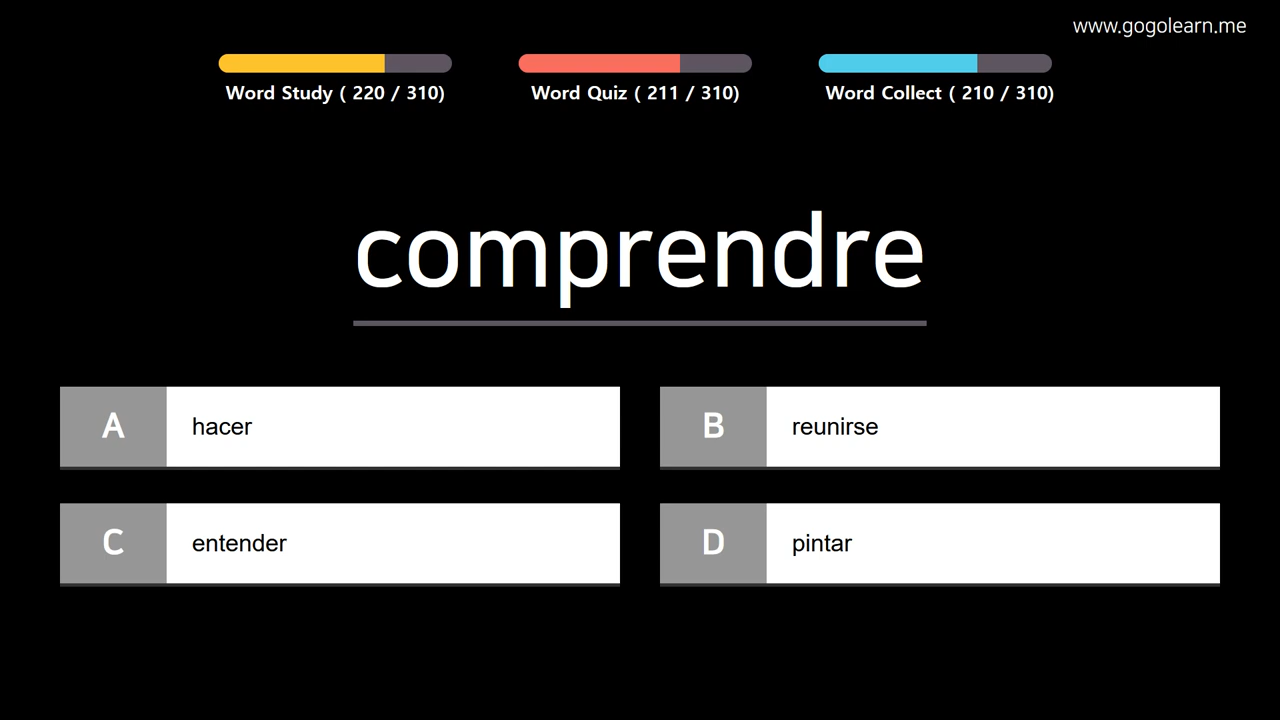 www.gogolearn.me
Word Study ( 220 / 310)
Word Quiz ( 211 / 310)
Word Collect ( 210 / 310)
comprendre
A hacer
B reunirse
C entender
D pintar